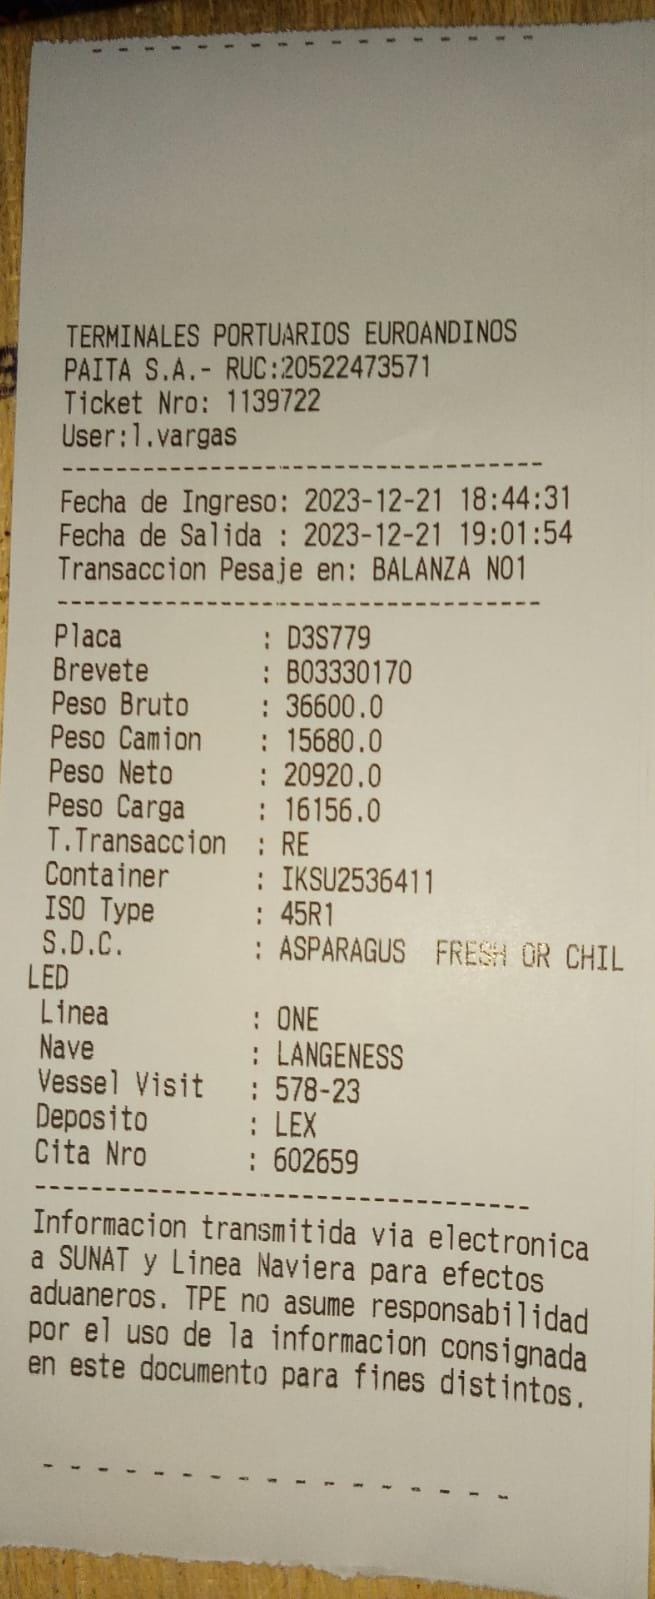 TERMINALES PORTUARIOS EUROANDINOS
PAITA S.A.- RUC:20522473571
Ticket Nro: 1139722
User:l.vargas
Fecha de Ingreso: 2023-12-21 18:44:31
Fecha de Salida : 2023-12-21 19:01:54
Transaccion Pesaje en: BALANZA NO1
Placa : D3S779
Brevete : B03330170
Peso Bruto : 36600.0
Peso Camion : 15680.0
Peso Neto : 20920.0
Peso Carga : 16156.0
T.Transaccion : RE
Container : IKSU2536411
ISO Type : 45R1
S.D.C. : ASPARAGUS FRESH OR CHIL
LED
Linea : ONE
Nave : LANGENESS
Vessel Visit : 578-23
Deposito : LEX
Cita Nro : 602659
Informacion transmitida via electronica
a SUNAT y Linea Naviera para efectos
aduaneros. TPE no asume responsabilidad
por el uso de la informacion consignada
en este documento para fines distintos.